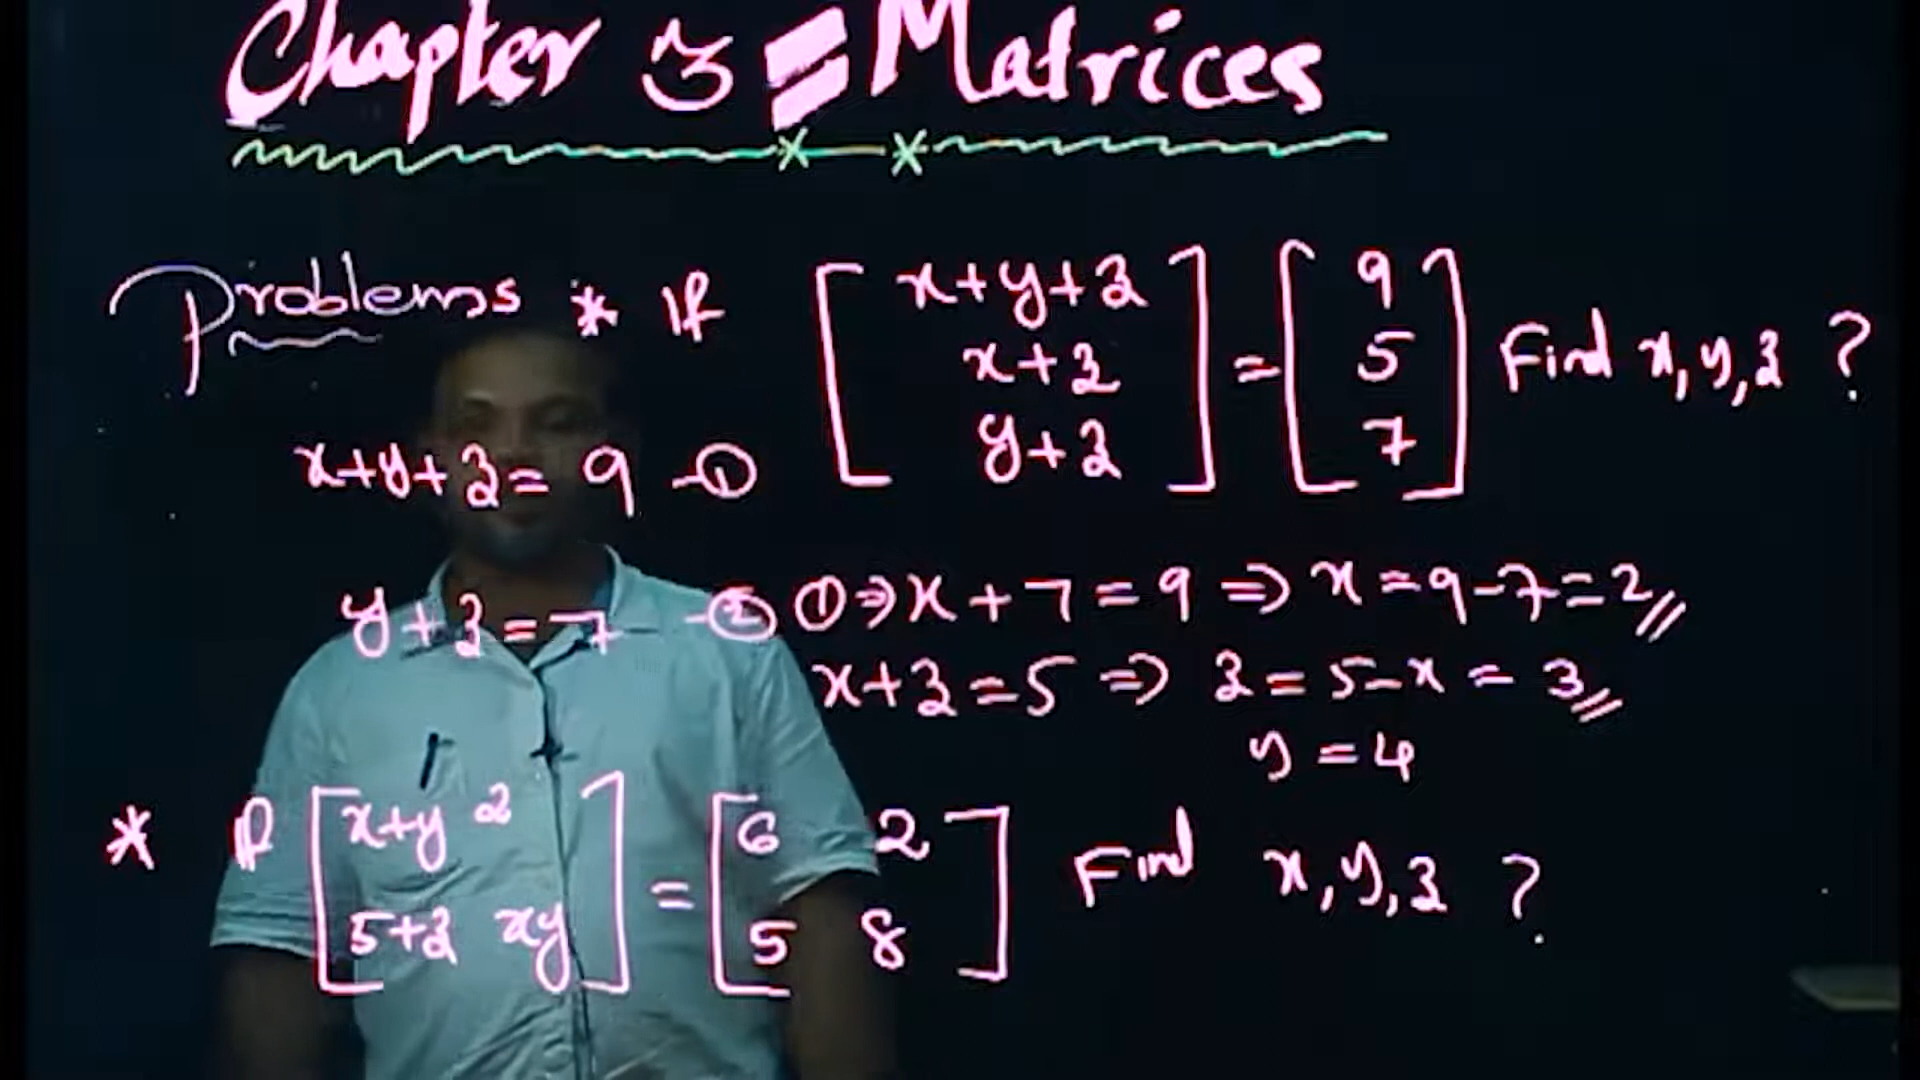 Chapter 3 = Matrices
Problems * If [ x+y+z
x+z
y+z ] = [ 9
5
7 ] Find x, y, z ?
x+y+z = 9 - ①
y+z = 7 - ② ① ⇒ x + 7 = 9 ⇒ x = 9-7 = 2 //
x+z = 5 ⇒ z = 5-x = 3 //
y = 4
* If [ x+y 2
5+z xy ] = [ 6 2
5 8 ] Find x, y, z ?